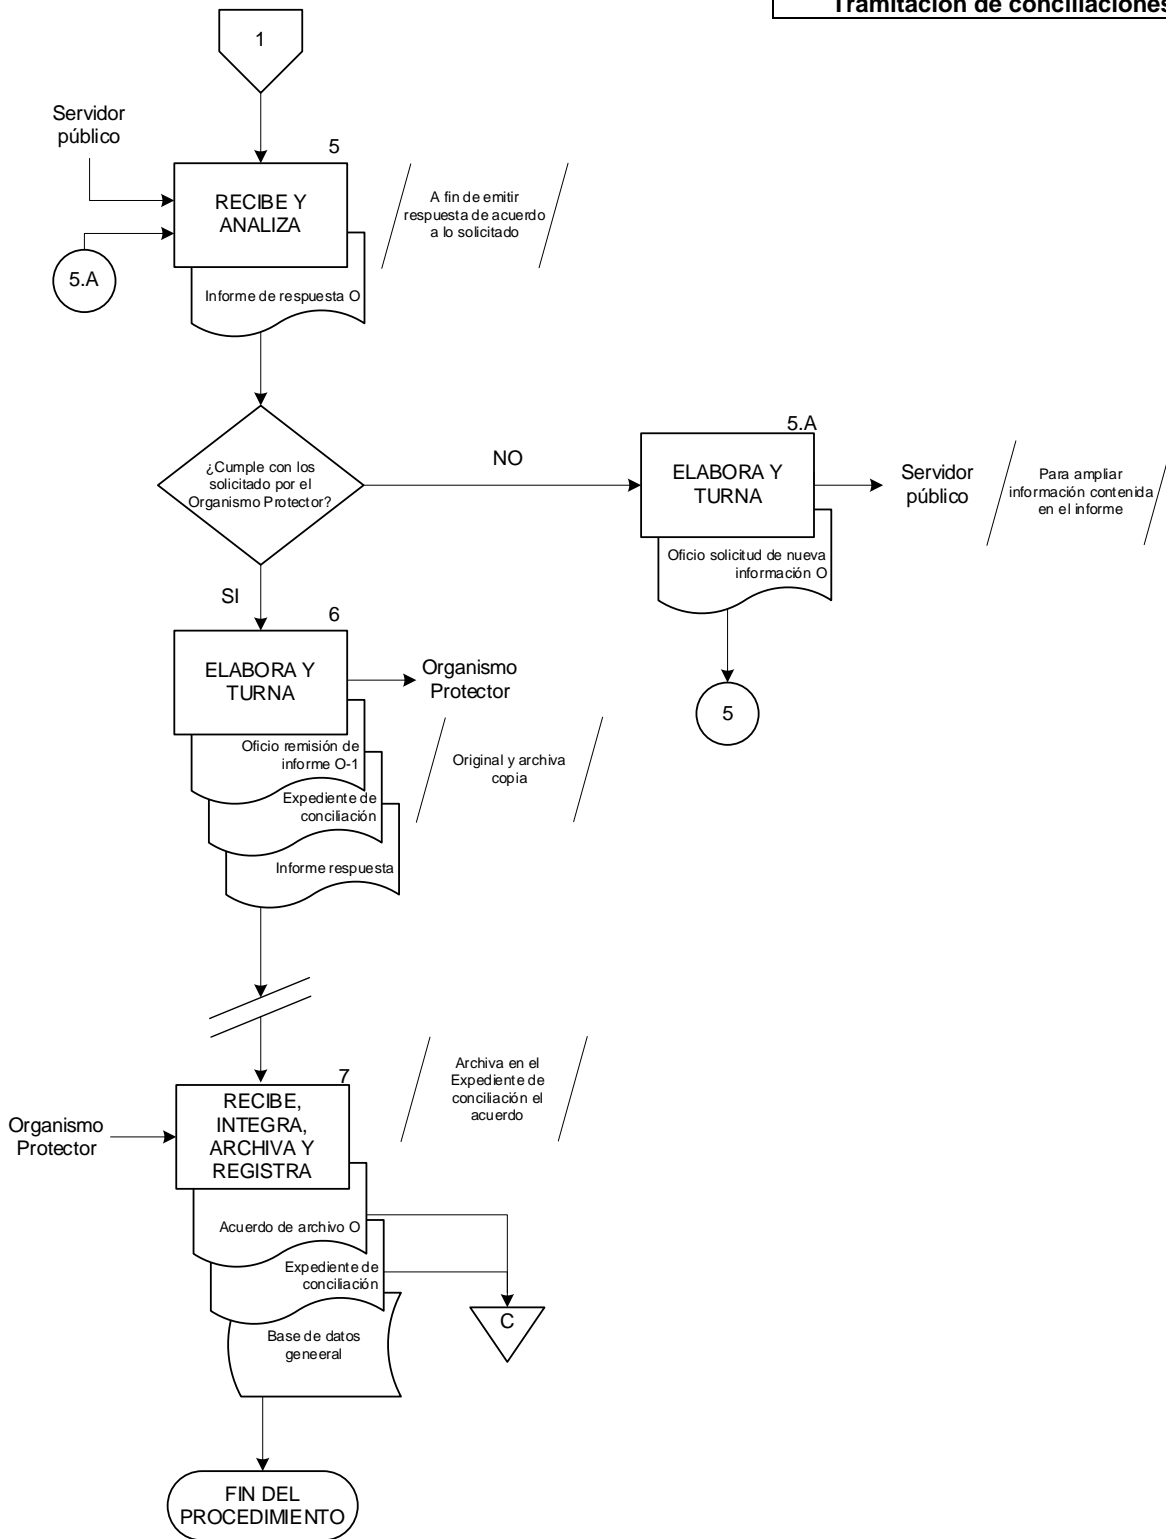 Tramitación de conciliaciones
1
Servidor
público
5
RECIBE Y
ANALIZA
A fin de emitir
respuesta de acuerdo
a lo solicitado
5.A
Informe de respuesta O
¿Cumple con los
solicitado por el
Organismo Protector?
NO
5.A
ELABORA Y
TURNA
Servidor
público
Para ampliar
información contenida
en el informe
Oficio solicitud de nueva
información O
5
SI
6
ELABORA Y
TURNA
Organismo
Protector
Oficio remisión de
informe O-1
Original y archiva
copia
Expediente de
conciliación
Informe respuesta
7
RECIBE,
INTEGRA,
ARCHIVA Y
REGISTRA
Archiva en el
Expediente de
conciliación el
acuerdo
Organismo
Protector
Acuerdo de archivo O
Expediente de
conciliación
C
Base de datos
geneeral
FIN DEL
PROCEDIMIENTO